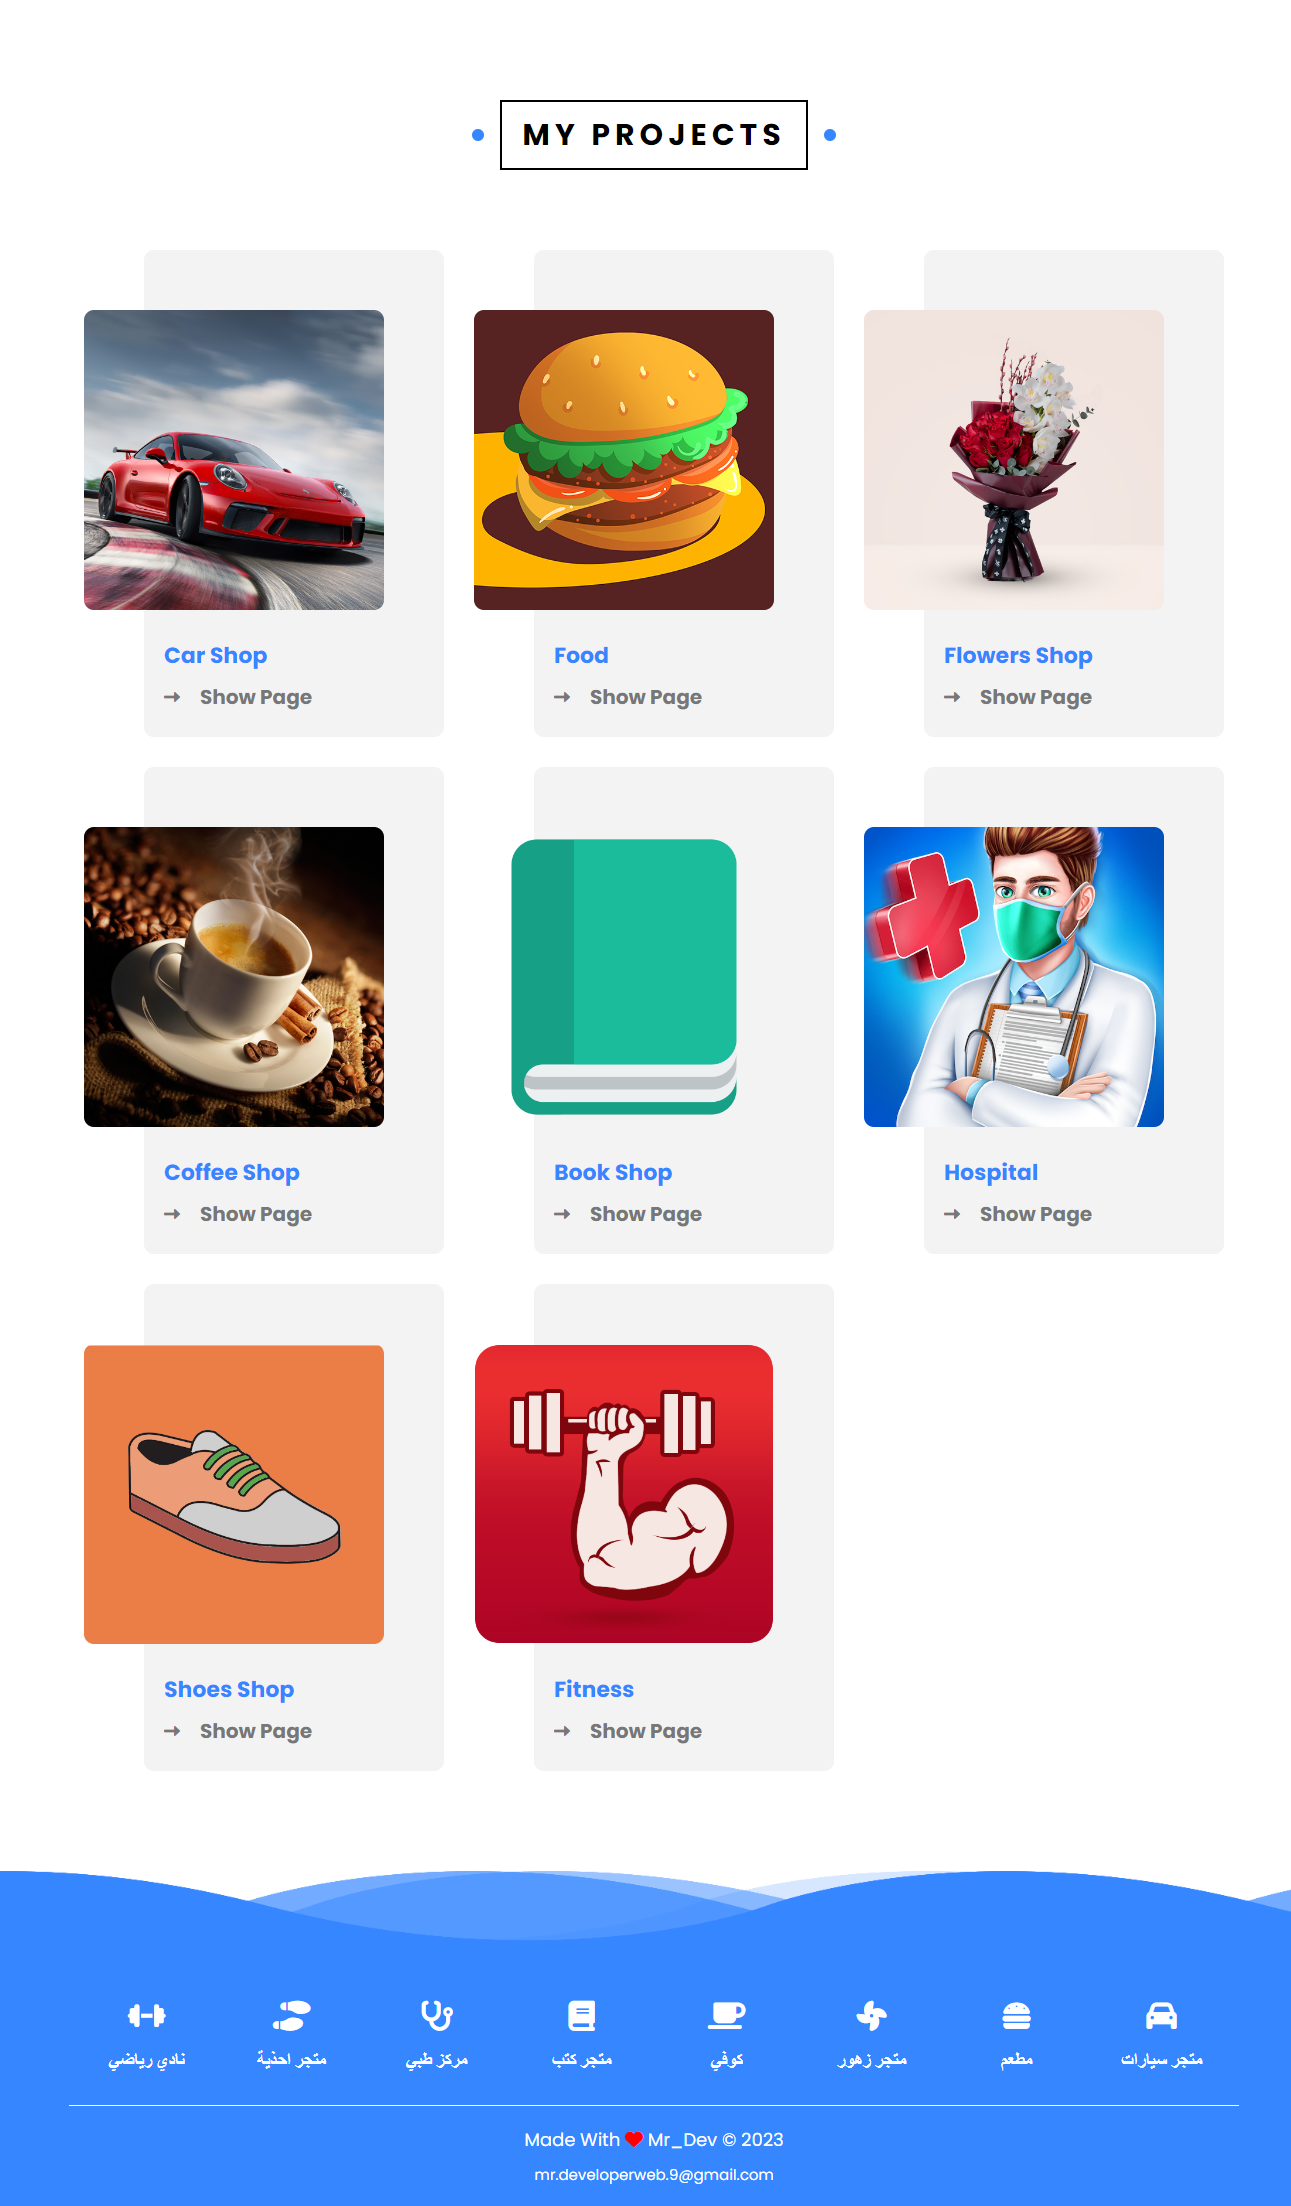 MY PROJECTS
Car Shop
Show Page
Food
Show Page
Flowers Shop
Show Page
Coffee Shop
Show Page
Book Shop
Show Page
Hospital
Show Page
Shoes Shop
Show Page
Fitness
Show Page
متجر سيارات
مطعم
متجر زهور
كوفي
متجر كتب
مركز طبي
متجر احذية
نادي رياضي
Made With ❤ Mr_Dev © 2023
mr.developerweb.9@gmail.com